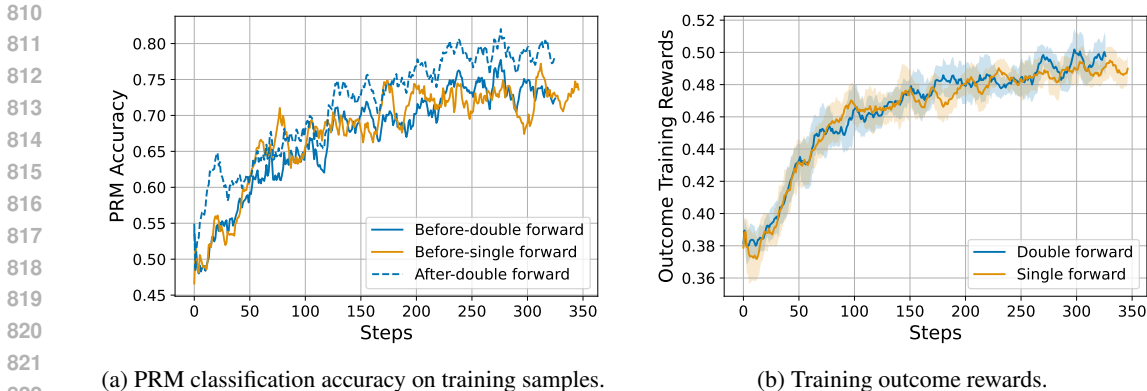 810
811
812
813
814
815
816
817
818
819
820
821
PRM Accuracy
0.80
0.75
0.70
0.65
0.60
0.55
0.50
0.45
Before-double forward
Before-single forward
After-double forward
0 50 100 150 200 250 300 350
Steps
(a) PRM classification accuracy on training samples.
Outcome Training Rewards
0.52
0.50
0.48
0.46
0.44
0.42
0.40
0.38
0.36
Double forward
Single forward
0 50 100 150 200 250 300 350
Steps
(b) Training outcome rewards.